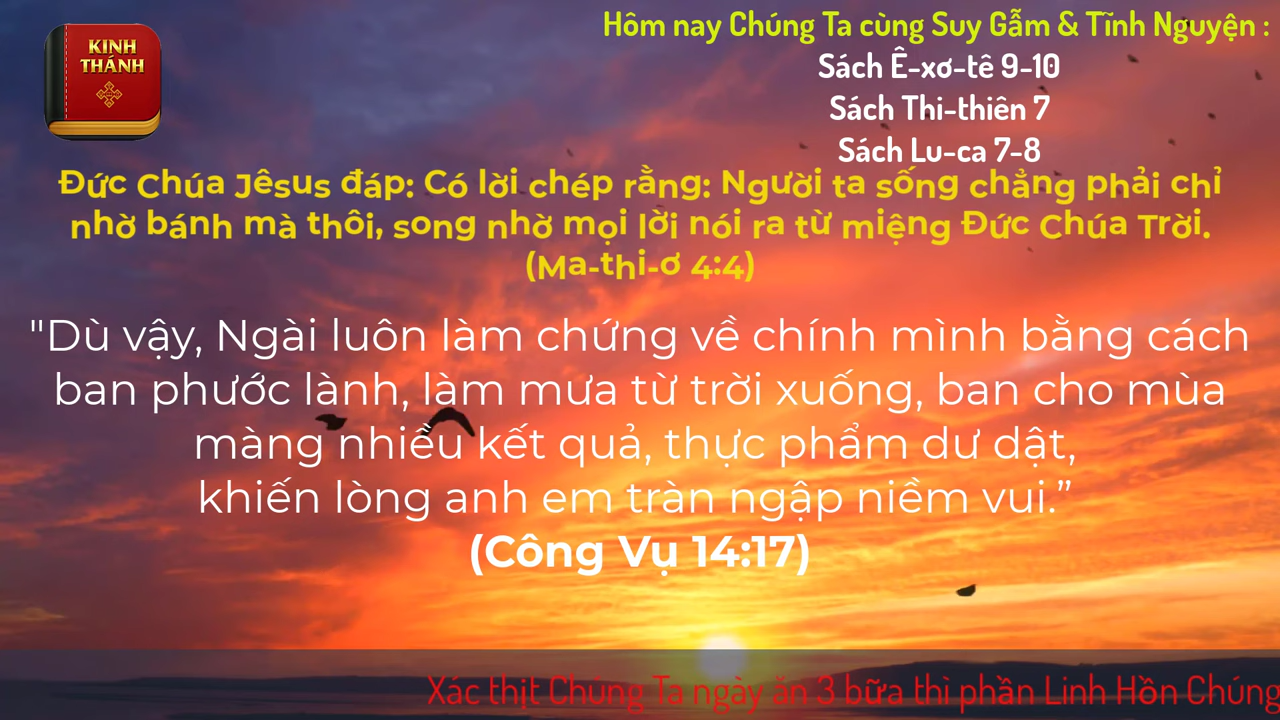 KINH
THÁNH
Hôm nay Chúng Ta cùng Suy Gẫm & Tĩnh Nguyện :
Sách Ê-xơ-tê 9-10
Sách Thi-thiên 7
Sách Lu-ca 7-8
Đức Chúa Jêsus đáp: Có lời chép rằng: Người ta sống chẳng phải chỉ
nhờ bánh mà thôi, song nhờ mọi lời nói ra từ miệng Đức Chúa Trời.
(Ma-thi-ơ 4:4)
"Dù vậy, Ngài luôn làm chứng về chính mình bằng cách
ban phước lành, làm mưa từ trời xuống, ban cho mùa
màng nhiều kết quả, thực phẩm dư dật,
khiến lòng anh em tràn ngập niềm vui.”
(Công Vụ 14:17)
Xác thịt Chúng Ta ngày ăn 3 bữa thì phần Linh Hồn Chúng